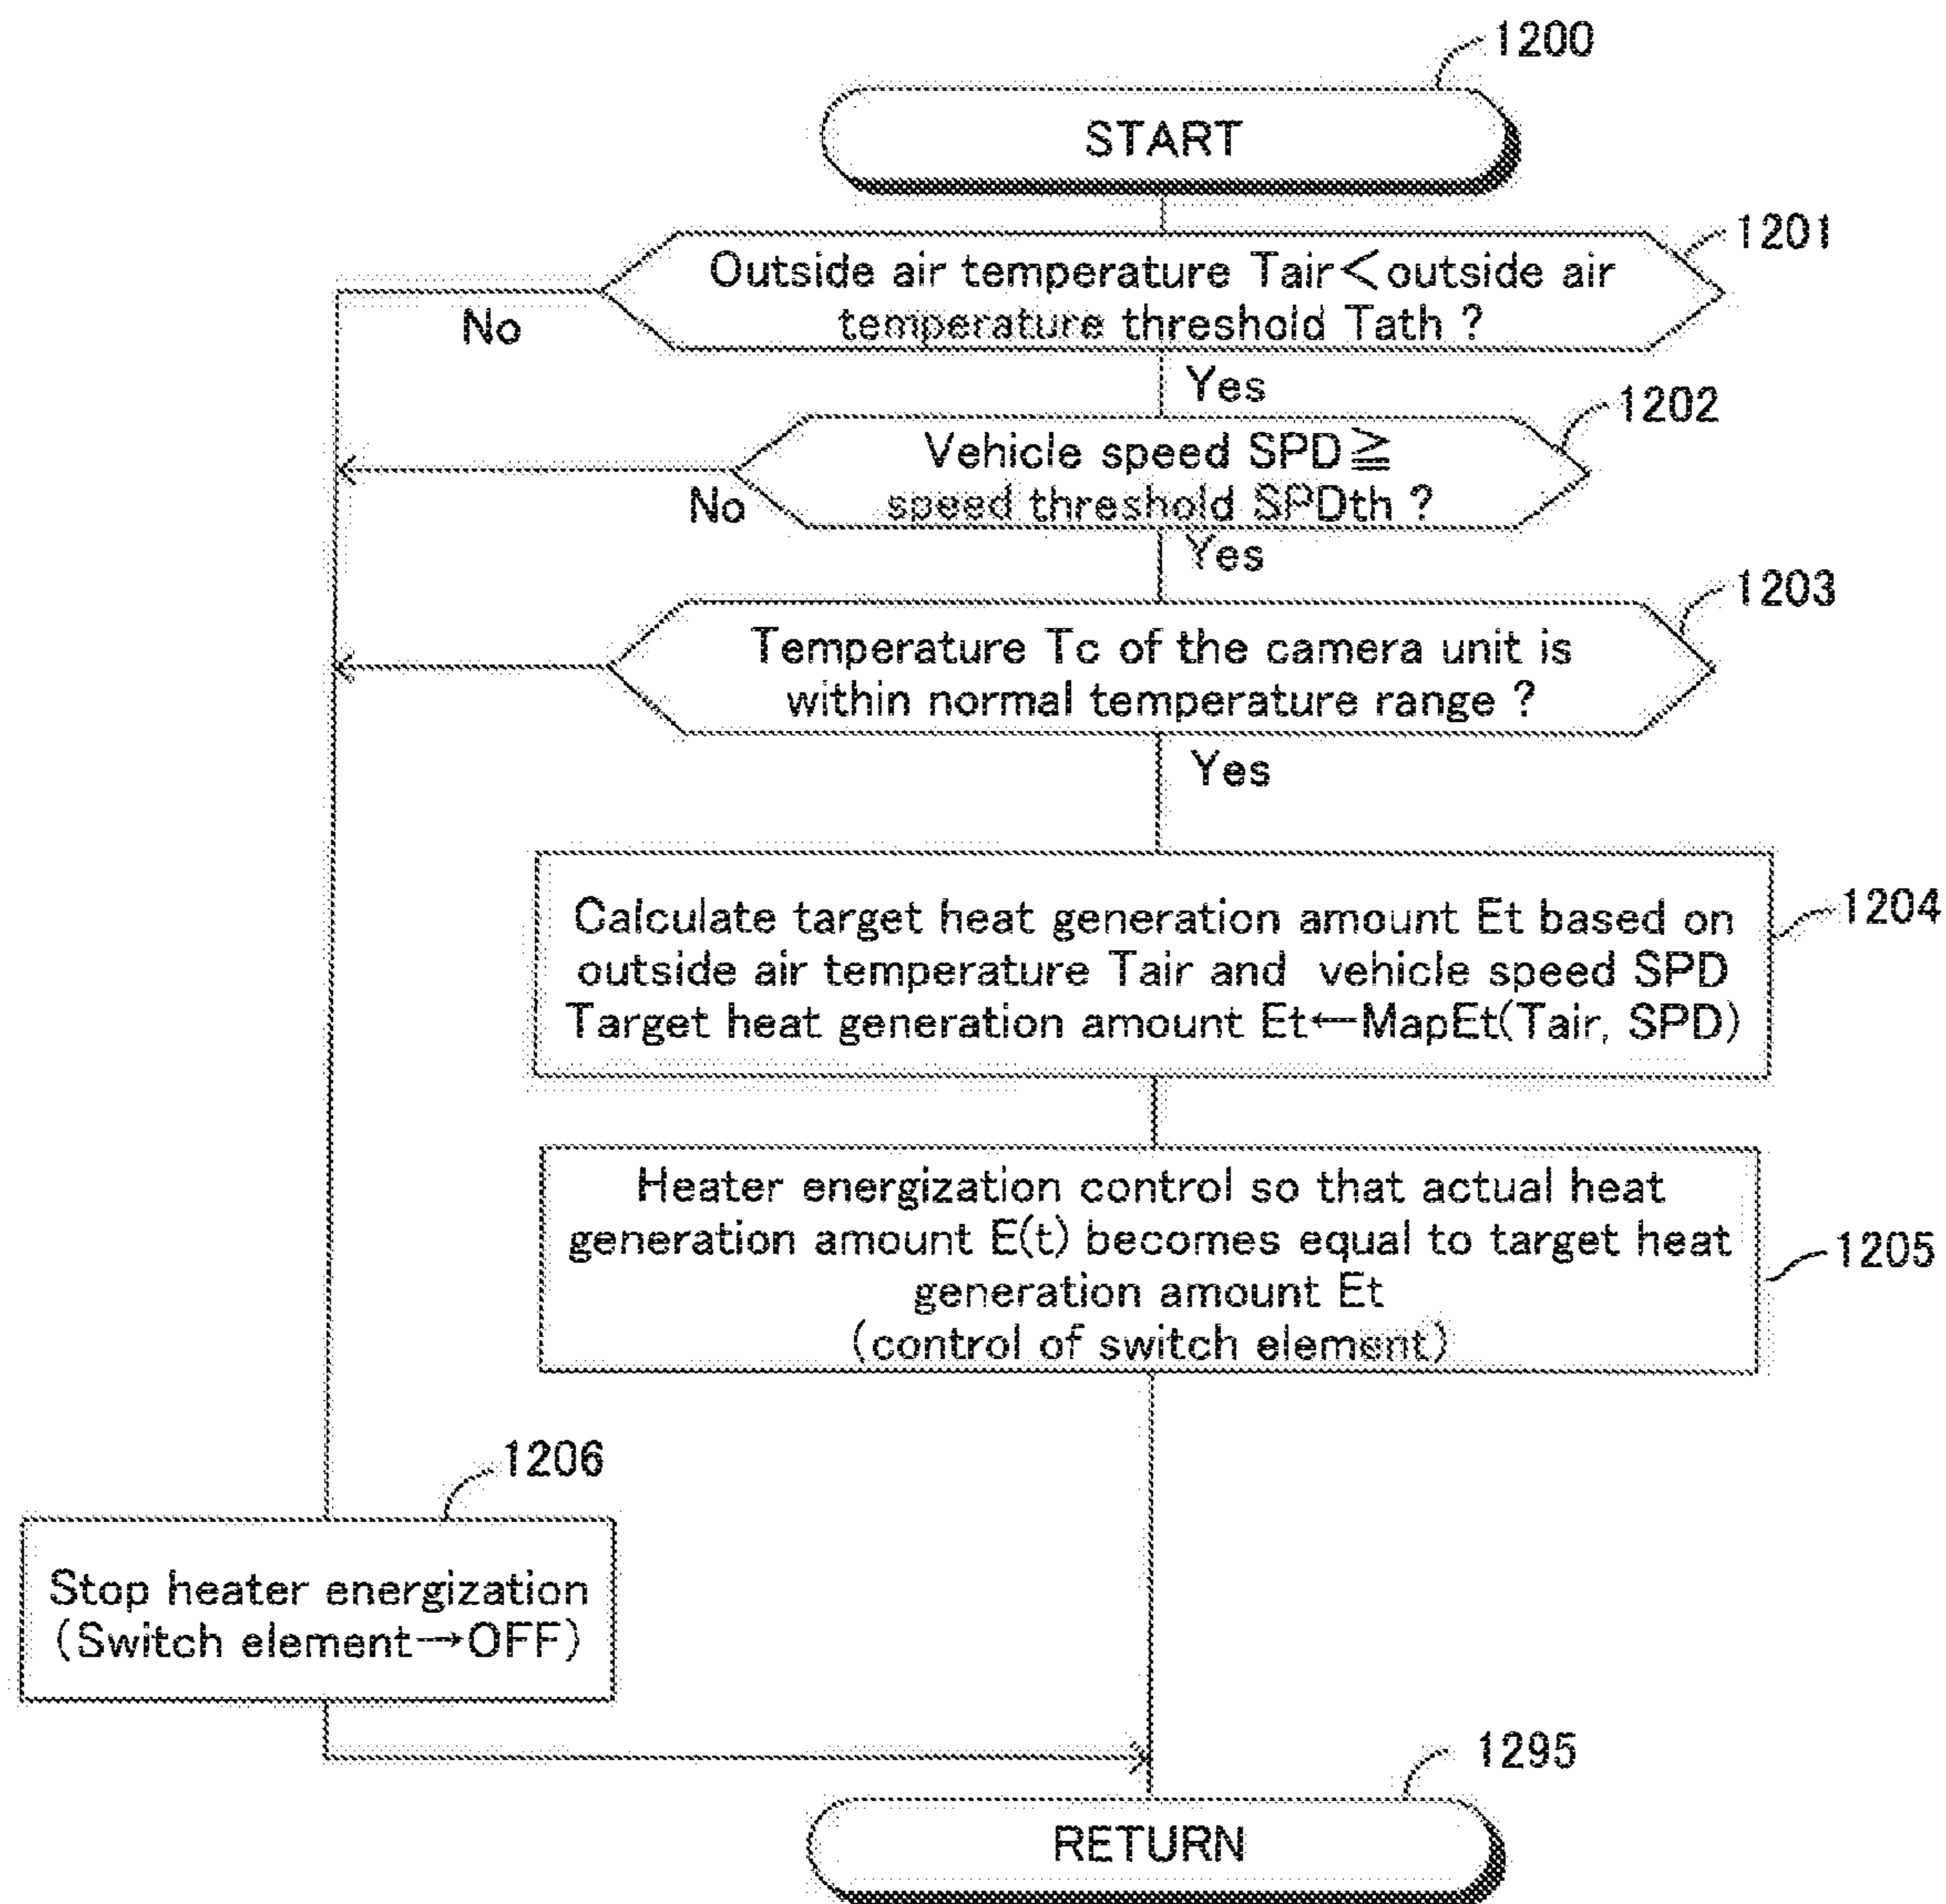 1200
START
1201
Outside air temperature Tair＜outside air
temperature threshold Tath ?
No
Yes
1202
Vehicle speed SPD≧
speed threshold SPDth ?
No
Yes
1203
Temperature Tc of the camera unit is
within normal temperature range ?
Yes
1204
Calculate target heat generation amount Et based on
outside air temperature Tair and vehicle speed SPD
Target heat generation amount Et←MapEt(Tair, SPD)
Heater energization control so that actual heat
generation amount E(t) becomes equal to target heat
generation amount Et
(control of switch element)
1205
1206
Stop heater energization
(Switch element→OFF)
1295
RETURN